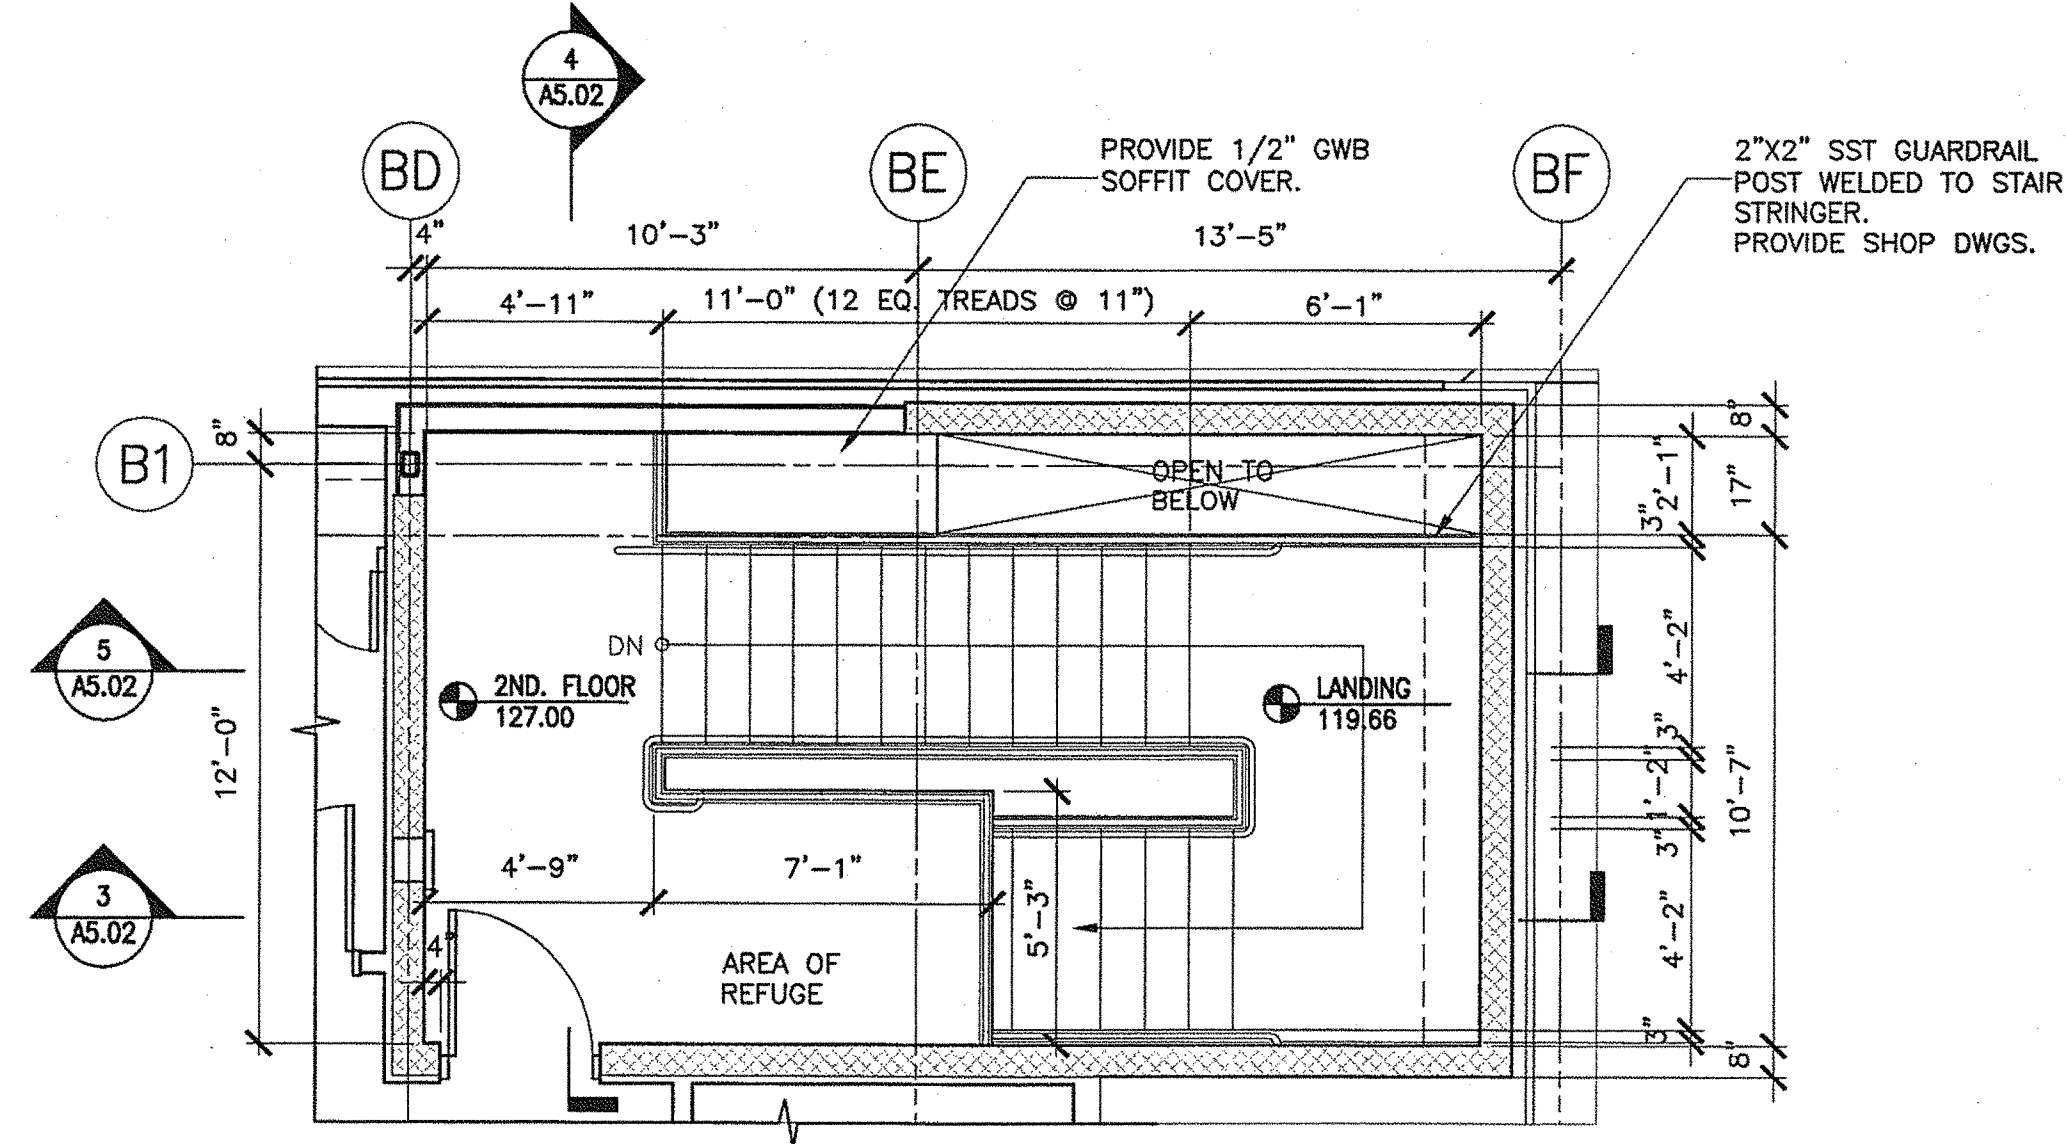 4
A5.02
BD
BE
BF
PROVIDE 1/2" GWB
SOFFIT COVER.
2"X2" SST GUARDRAIL
POST WELDED TO STAIR
STRINGER.
PROVIDE SHOP DWGS.
4"
10'-3"
13'-5"
4'-11"
11'-0" (12 EQ. TREADS @ 11")
6'-1"
8"
B1
8"
2'-1"
17"
3"
OPEN TO
BELOW
DN
5
A5.02
2ND. FLOOR
127.00
LANDING
119.66
4'-2"
3"
12'-0"
1'-2"
10'-7"
3"
4'-9"
7'-1"
5'-3"
3
A5.02
4"
4'-2"
AREA OF
REFUGE
3"
8"